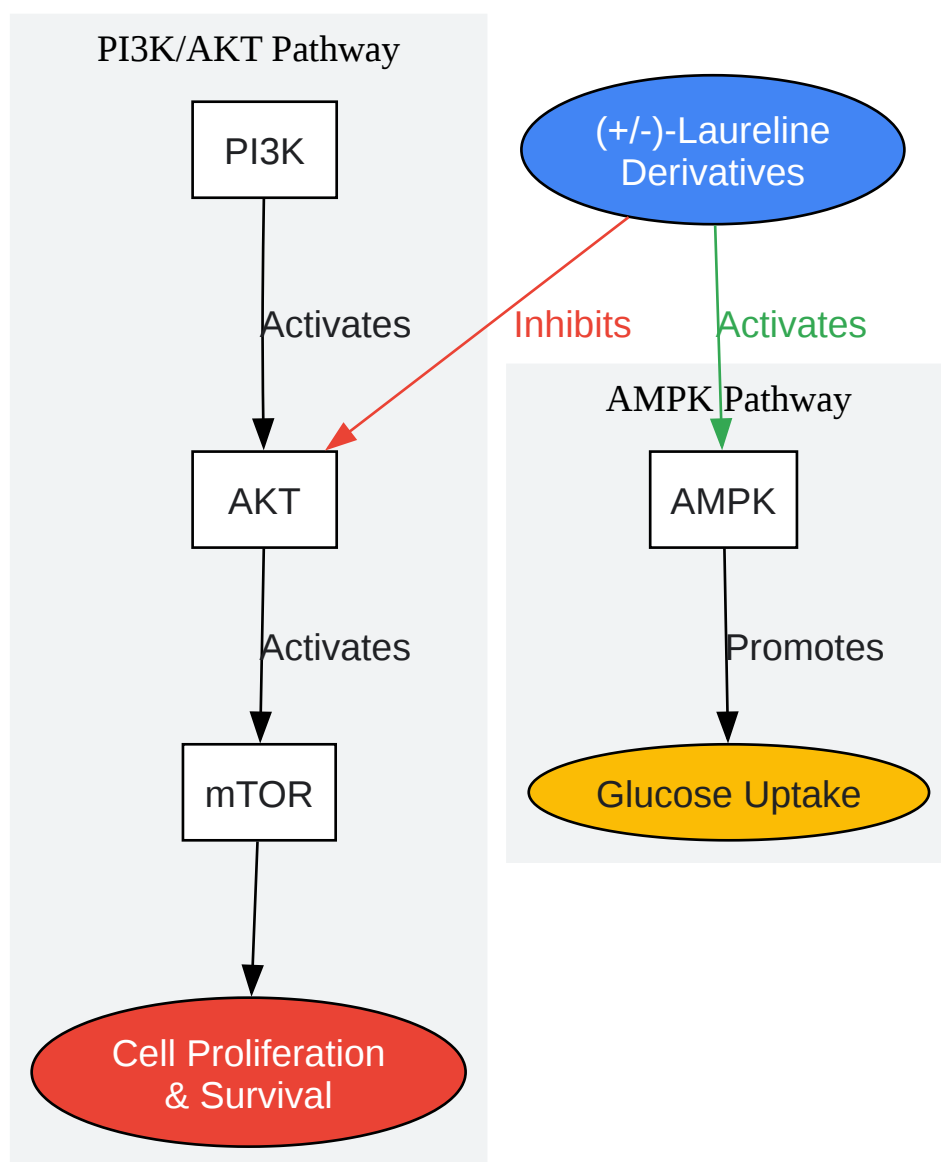 PI3K/AKT Pathway
PI3K
(+/-)-Laureline
Derivatives
Activates
Inhibits
Activates
AMPK Pathway
AKT
AMPK
Activates
Promotes
mTOR
Glucose Uptake
Cell Proliferation
& Survival